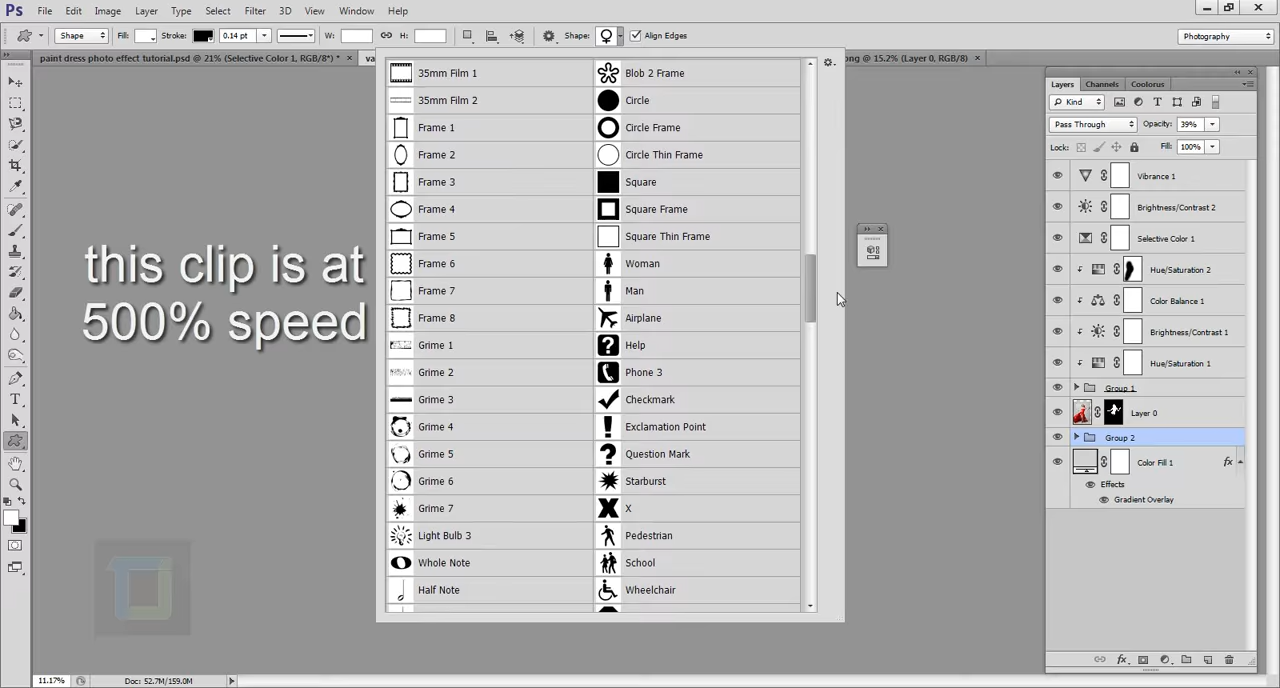 Ps File Edit Image Layer Type Select Filter 3D View Window Help
Shape Fill: Stroke: 0.14 pt W: H: Shape: Align Edges Photography
paint dress photo effect tutorial.psd @ 21% (Selective Color 1, RGB/8*) * × va ong @ 15.2% (Layer 0, RGB/8) ×
35mm Film 1 Blob 2 Frame
35mm Film 2 Circle
Frame 1 Circle Frame
Frame 2 Circle Thin Frame
Frame 3 Square
Frame 4 Square Frame
Frame 5 Square Thin Frame
Frame 6 Woman
Frame 7 Man
Frame 8 Airplane
Grime 1 Help
Grime 2 Phone 3
Grime 3 Checkmark
Grime 4 Exclamation Point
Grime 5 Question Mark
Grime 6 Starburst
Grime 7 X
Light Bulb 3 Pedestrian
Whole Note School
Half Note Wheelchair
this clip is at
500% speed
Layers Channels Coolorus
Kind
Pass Through Opacity: 39%
Lock: Fill: 100%
Vibrance 1
Brightness/Contrast 2
Selective Color 1
Hue/Saturation 2
Color Balance 1
Brightness/Contrast 1
Hue/Saturation 1
Group 1
Layer 0
Group 2
Color Fill 1 fx
Effects
Gradient Overlay
11.17% Doc: 52.7M/159.0M